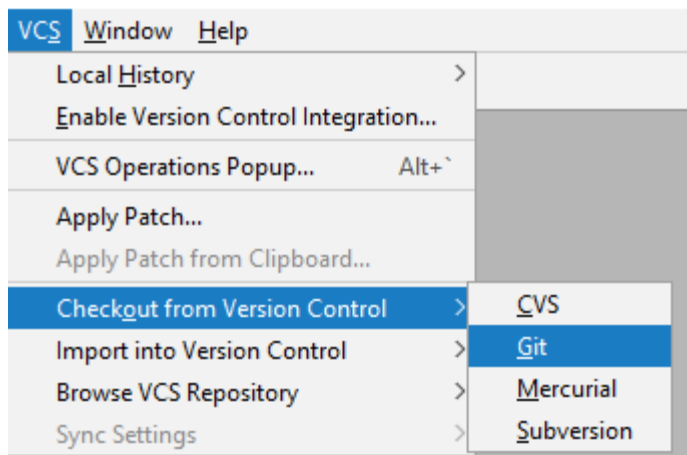 VCS Window Help
Local History
Enable Version Control Integration...
VCS Operations Popup... Alt+`
Apply Patch...
Apply Patch from Clipboard...
Checkout from Version Control
Import into Version Control
Browse VCS Repository
Sync Settings
CVS
Git
Mercurial
Subversion